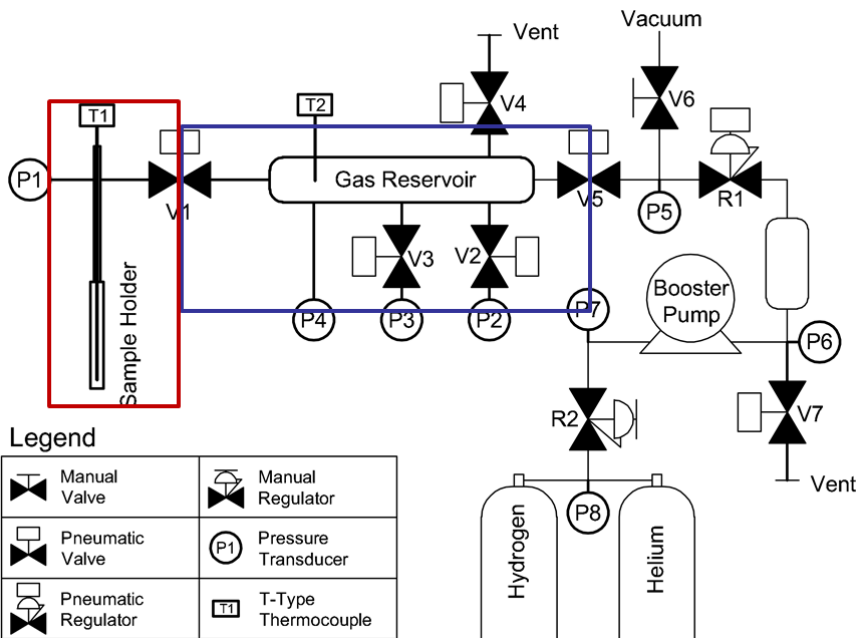 Vent
Vacuum
T1
T2
V4
V6
P1
Gas Reservoir
V1
V5
P5
R1
V3
V2
Booster
Pump
P7
P4
P3
P2
P6
Sample Holder
R2
V7
Vent
P8
Hydrogen
Helium
Legend
Manual
Valve
Manual
Regulator
Pneumatic
Valve
P1
Pressure
Transducer
Pneumatic
Regulator
T1
T-Type
Thermocouple